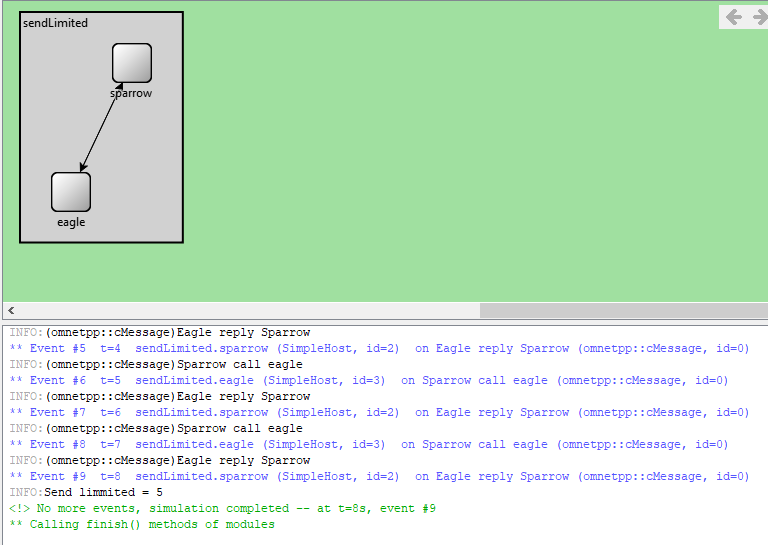 sendLimited
sparrow
eagle
INFO:(omnetpp::cMessage)Eagle reply Sparrow
** Event #5  t=4  sendLimited.sparrow (SimpleHost, id=2)  on Eagle reply Sparrow (omnetpp::cMessage, id=0)
INFO:(omnetpp::cMessage)Sparrow call eagle
** Event #6  t=5  sendLimited.eagle (SimpleHost, id=3)  on Sparrow call eagle (omnetpp::cMessage, id=0)
INFO:(omnetpp::cMessage)Eagle reply Sparrow
** Event #7  t=6  sendLimited.sparrow (SimpleHost, id=2)  on Eagle reply Sparrow (omnetpp::cMessage, id=0)
INFO:(omnetpp::cMessage)Sparrow call eagle
** Event #8  t=7  sendLimited.eagle (SimpleHost, id=3)  on Sparrow call eagle (omnetpp::cMessage, id=0)
INFO:(omnetpp::cMessage)Eagle reply Sparrow
** Event #9  t=8  sendLimited.sparrow (SimpleHost, id=2)  on Eagle reply Sparrow (omnetpp::cMessage, id=0)
INFO:Send limmited = 5
<!> No more events, simulation completed -- at t=8s, event #9
** Calling finish() methods of modules